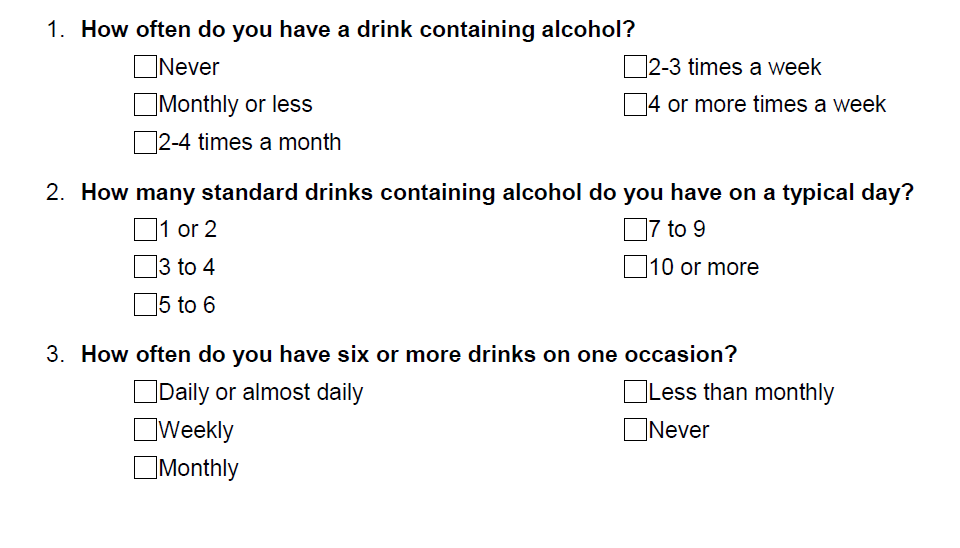 1. How often do you have a drink containing alcohol?
Never
Monthly or less
2-4 times a month
2-3 times a week
4 or more times a week
2. How many standard drinks containing alcohol do you have on a typical day?
1 or 2
3 to 4
5 to 6
7 to 9
10 or more
3. How often do you have six or more drinks on one occasion?
Daily or almost daily
Weekly
Monthly
Less than monthly
Never